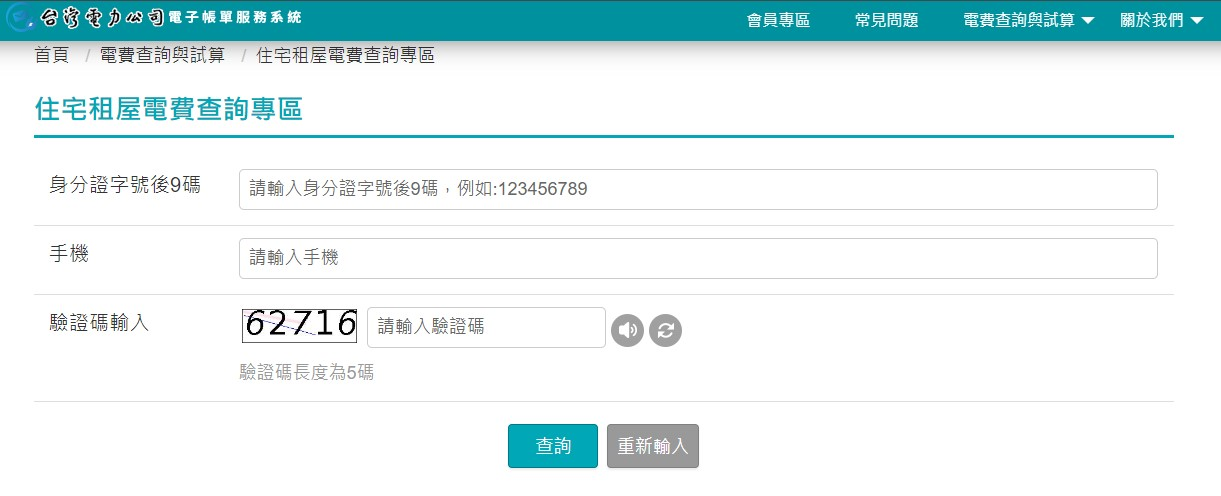 台灣電力公司電子帳單服務系統 會員專區 常見問題 電費查詢與試算 關於我們
首頁 / 電費查詢與試算 / 住宅租屋電費查詢專區
住宅租屋電費查詢專區
身分證字號後9碼 請輸入身分證字號後9碼，例如:123456789
手機 請輸入手機
驗證碼輸入 62716 請輸入驗證碼
驗證碼長度為5碼
查詢 重新輸入